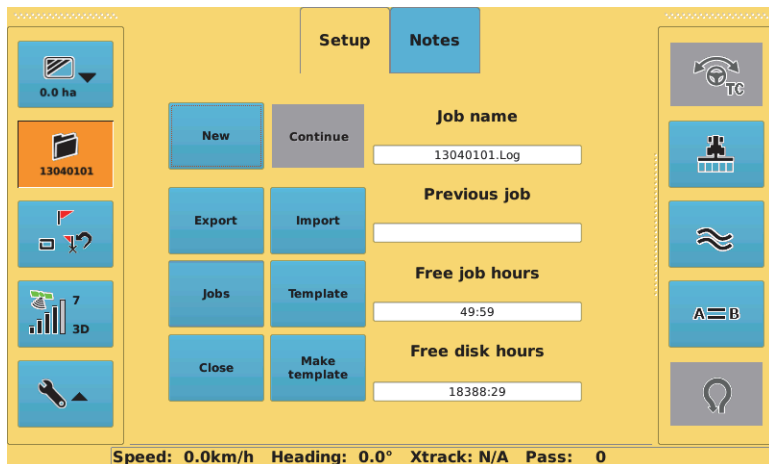 Setup
Notes
0.0 ha
13040101
7
3D
New
Continue
Export
Import
Jobs
Template
Close
Make
template
Job name
13040101.Log
Previous job
Free job hours
49:59
Free disk hours
18388:29
TC
A=B
Speed: 0.0km/h Heading: 0.0° Xtrack: N/A Pass: 0